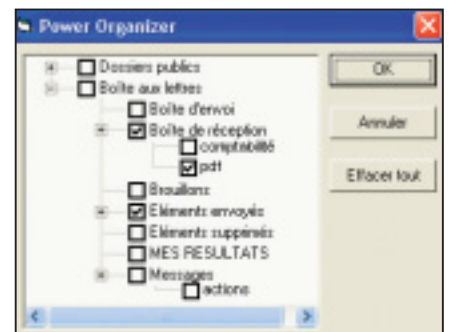 Power Organizer
Dossiers publics
Boîte aux lettres
Boîte d'envoi
Boîte de réception
comptabilité
pdf
Brouillons
Eléments envoyés
Eléments supprimés
MES RESULTATS
Messages
actions
OK
Annuler
Effacer tout